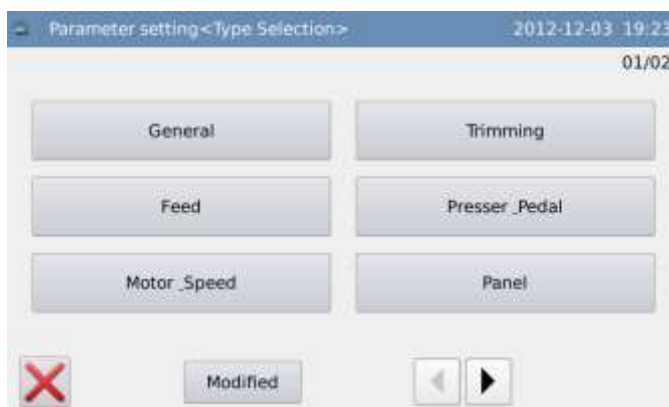 Parameter setting<Type Selection> 2012-12-03 19:23
01/02
General Trimming
Feed Presser_Pedal
Motor_Speed Panel
Modified